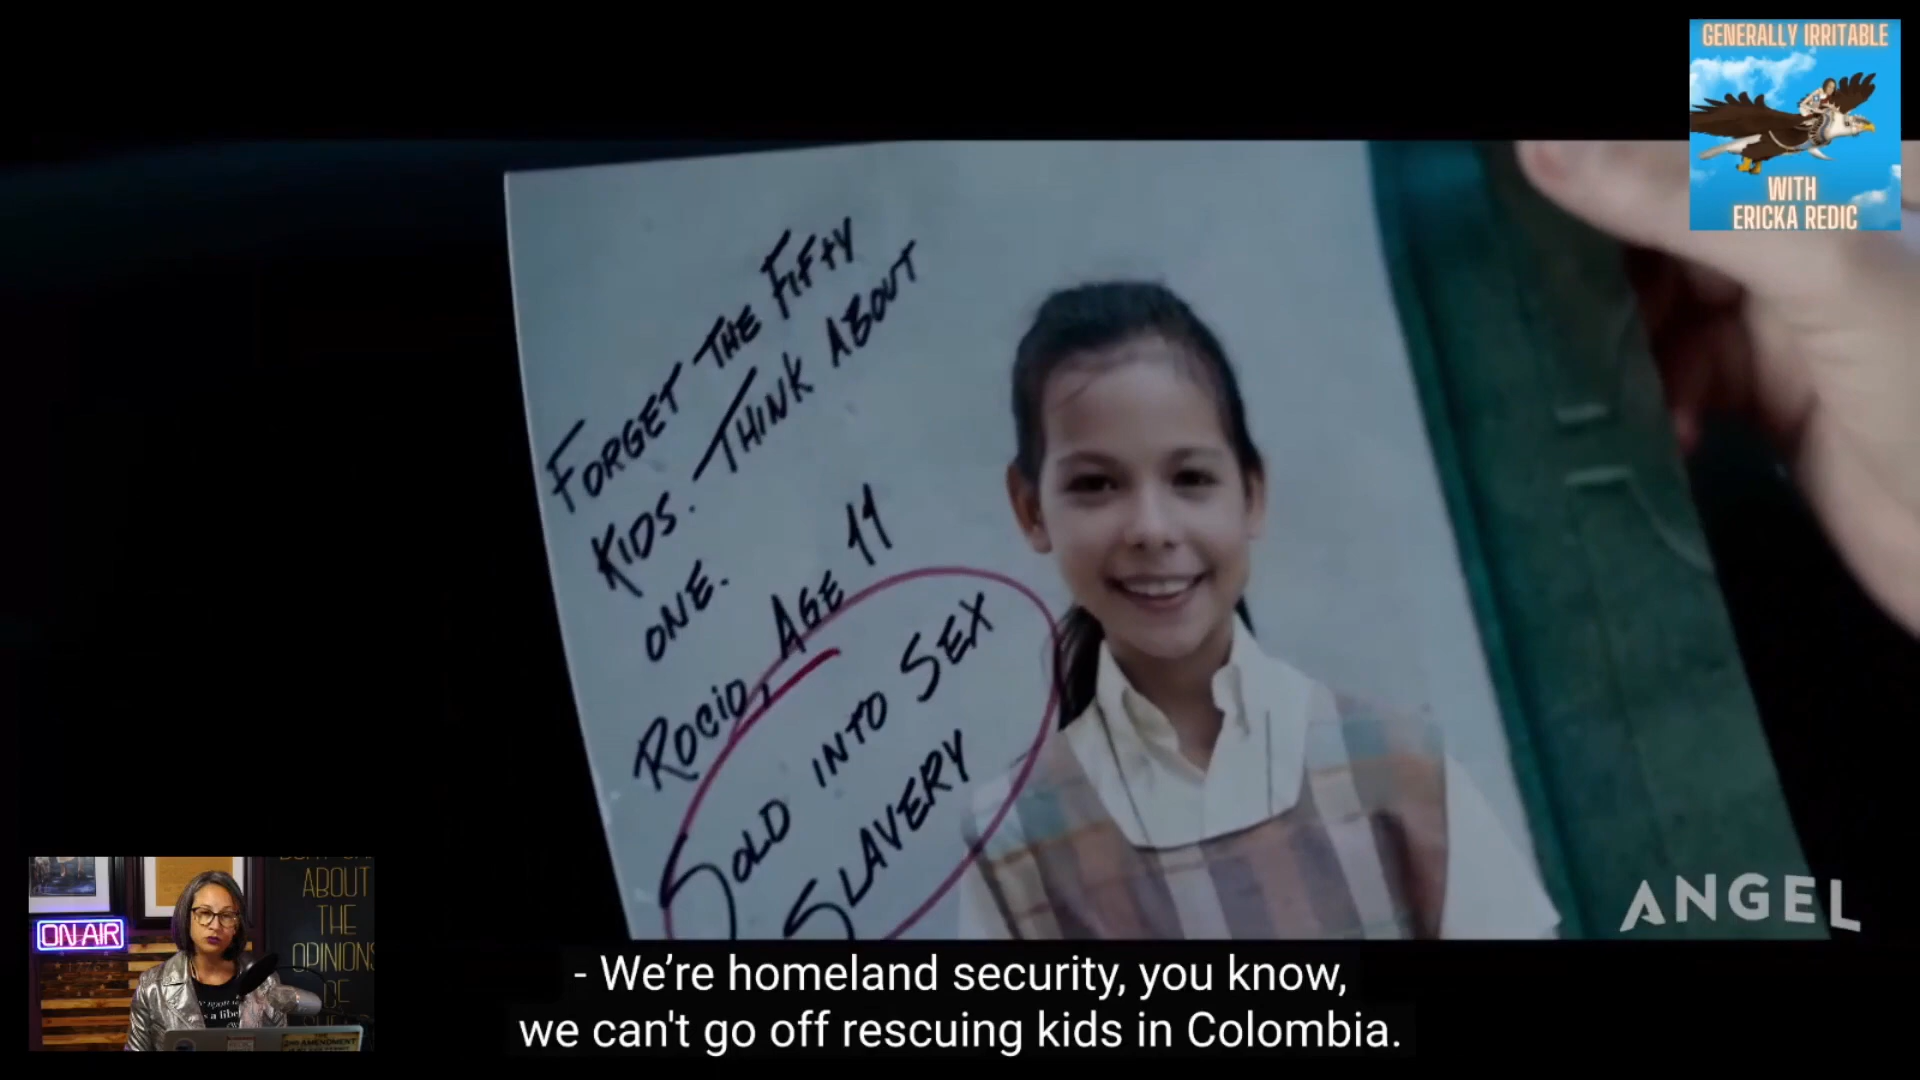 GENERALLY IRRITABLE
WITH
ERICKA REDIC
FORGET THE FIFTY
KIDS. THINK ABOUT
ONE.
ROCIO, AGE 11
SOLD INTO SEX
SLAVERY
ANGEL
ON AIR
ABOUT
THE
OPINIONS
OF
- We’re homeland security, you know,
we can't go off rescuing kids in Colombia.